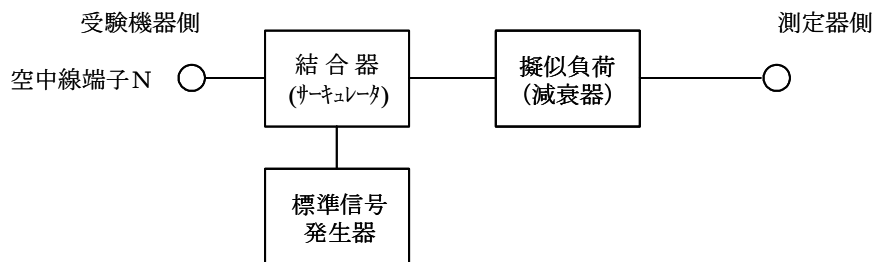 受験機器側
測定器側
空中線端子N
結合器
(サーキュレータ)
擬似負荷
(減衰器)
標準信号
発生器